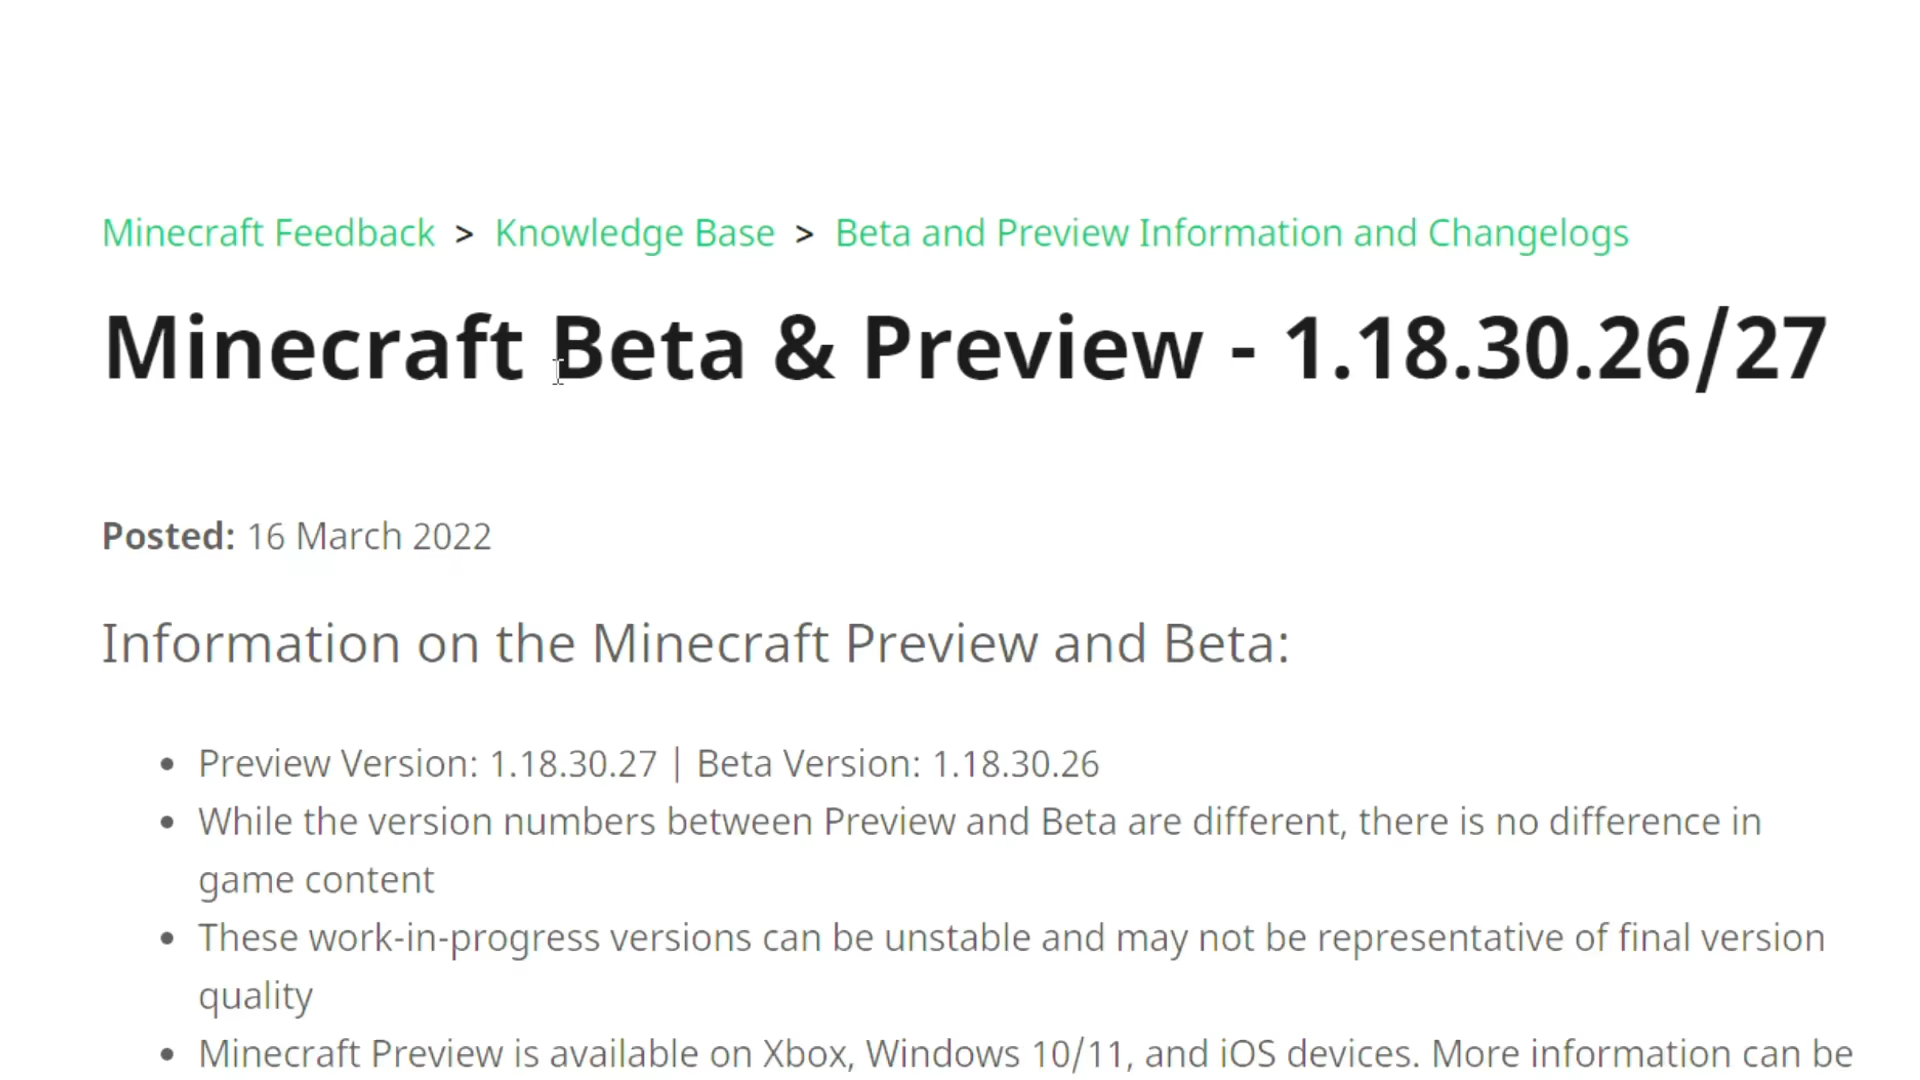 Minecraft Feedback > Knowledge Base > Beta and Preview Information and Changelogs
Minecraft Beta & Preview - 1.18.30.26/27
Posted: 16 March 2022
Information on the Minecraft Preview and Beta:
• Preview Version: 1.18.30.27 | Beta Version: 1.18.30.26
• While the version numbers between Preview and Beta are different, there is no difference in
game content
• These work-in-progress versions can be unstable and may not be representative of final version
quality
• Minecraft Preview is available on Xbox, Windows 10/11, and iOS devices. More information can be